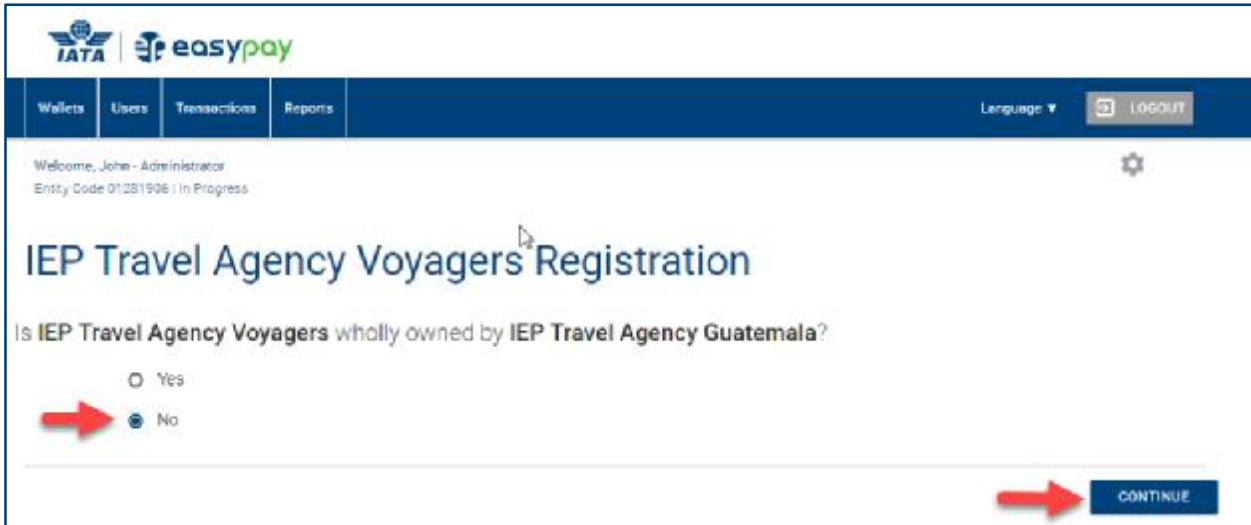 IATA easypay
Wallets Users Transactions Reports Language ▼ LOGOUT
Welcome, John - Administrator
Entity Code 01281906 | In Progress
IEP Travel Agency Voyagers Registration
Is IEP Travel Agency Voyagers wholly owned by IEP Travel Agency Guatemala?
Yes
No
CONTINUE